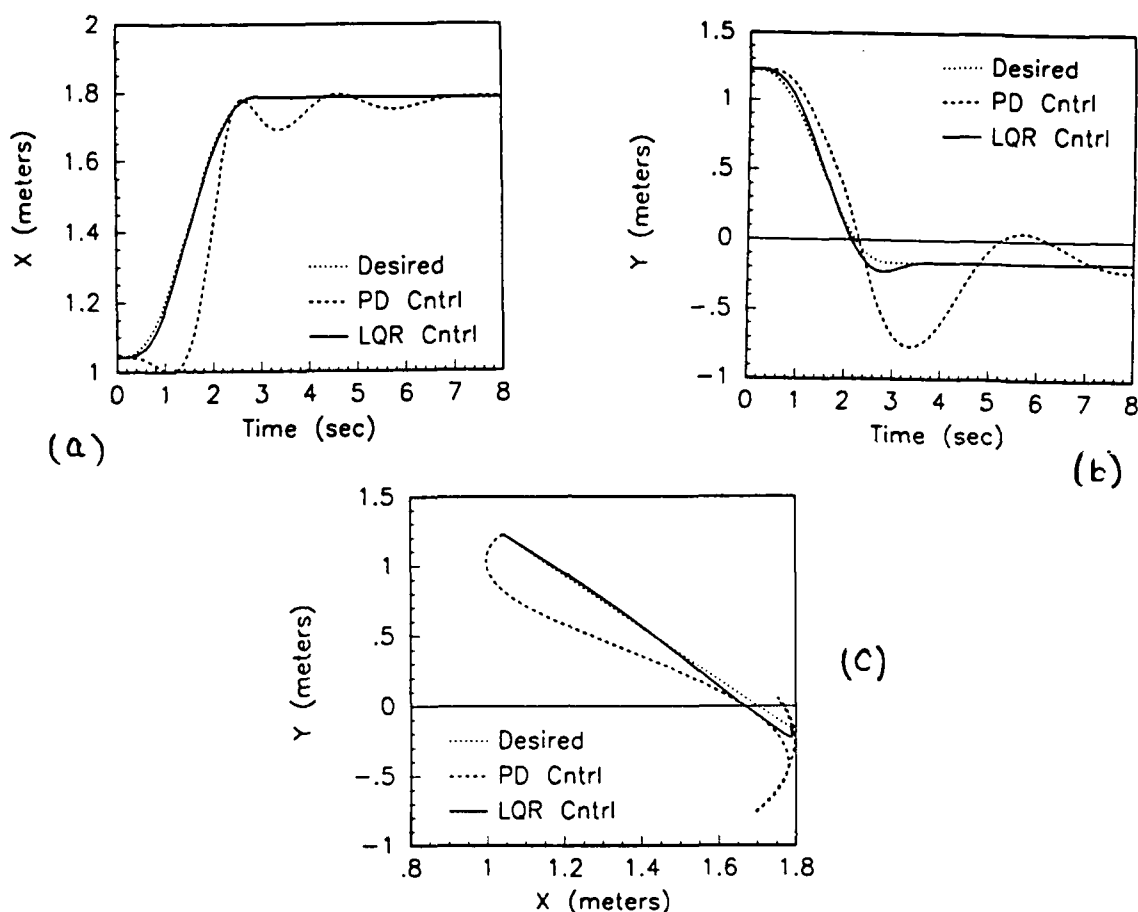 2
1.8
1.6
1.4
1.2
1
X (meters)
Desired
PD Cntrl
LQR Cntrl
0 1 2 3 4 5 6 7 8
Time (sec)
(a)
1.5
1
.5
0
-.5
-1
Y (meters)
Desired
PD Cntrl
LQR Cntrl
0 1 2 3 4 5 6 7 8
Time (sec)
(b)
1.5
1
.5
0
-.5
-1
Y (meters)
Desired
PD Cntrl
LQR Cntrl
.8 1 1.2 1.4 1.6 1.8
X (meters)
(C)